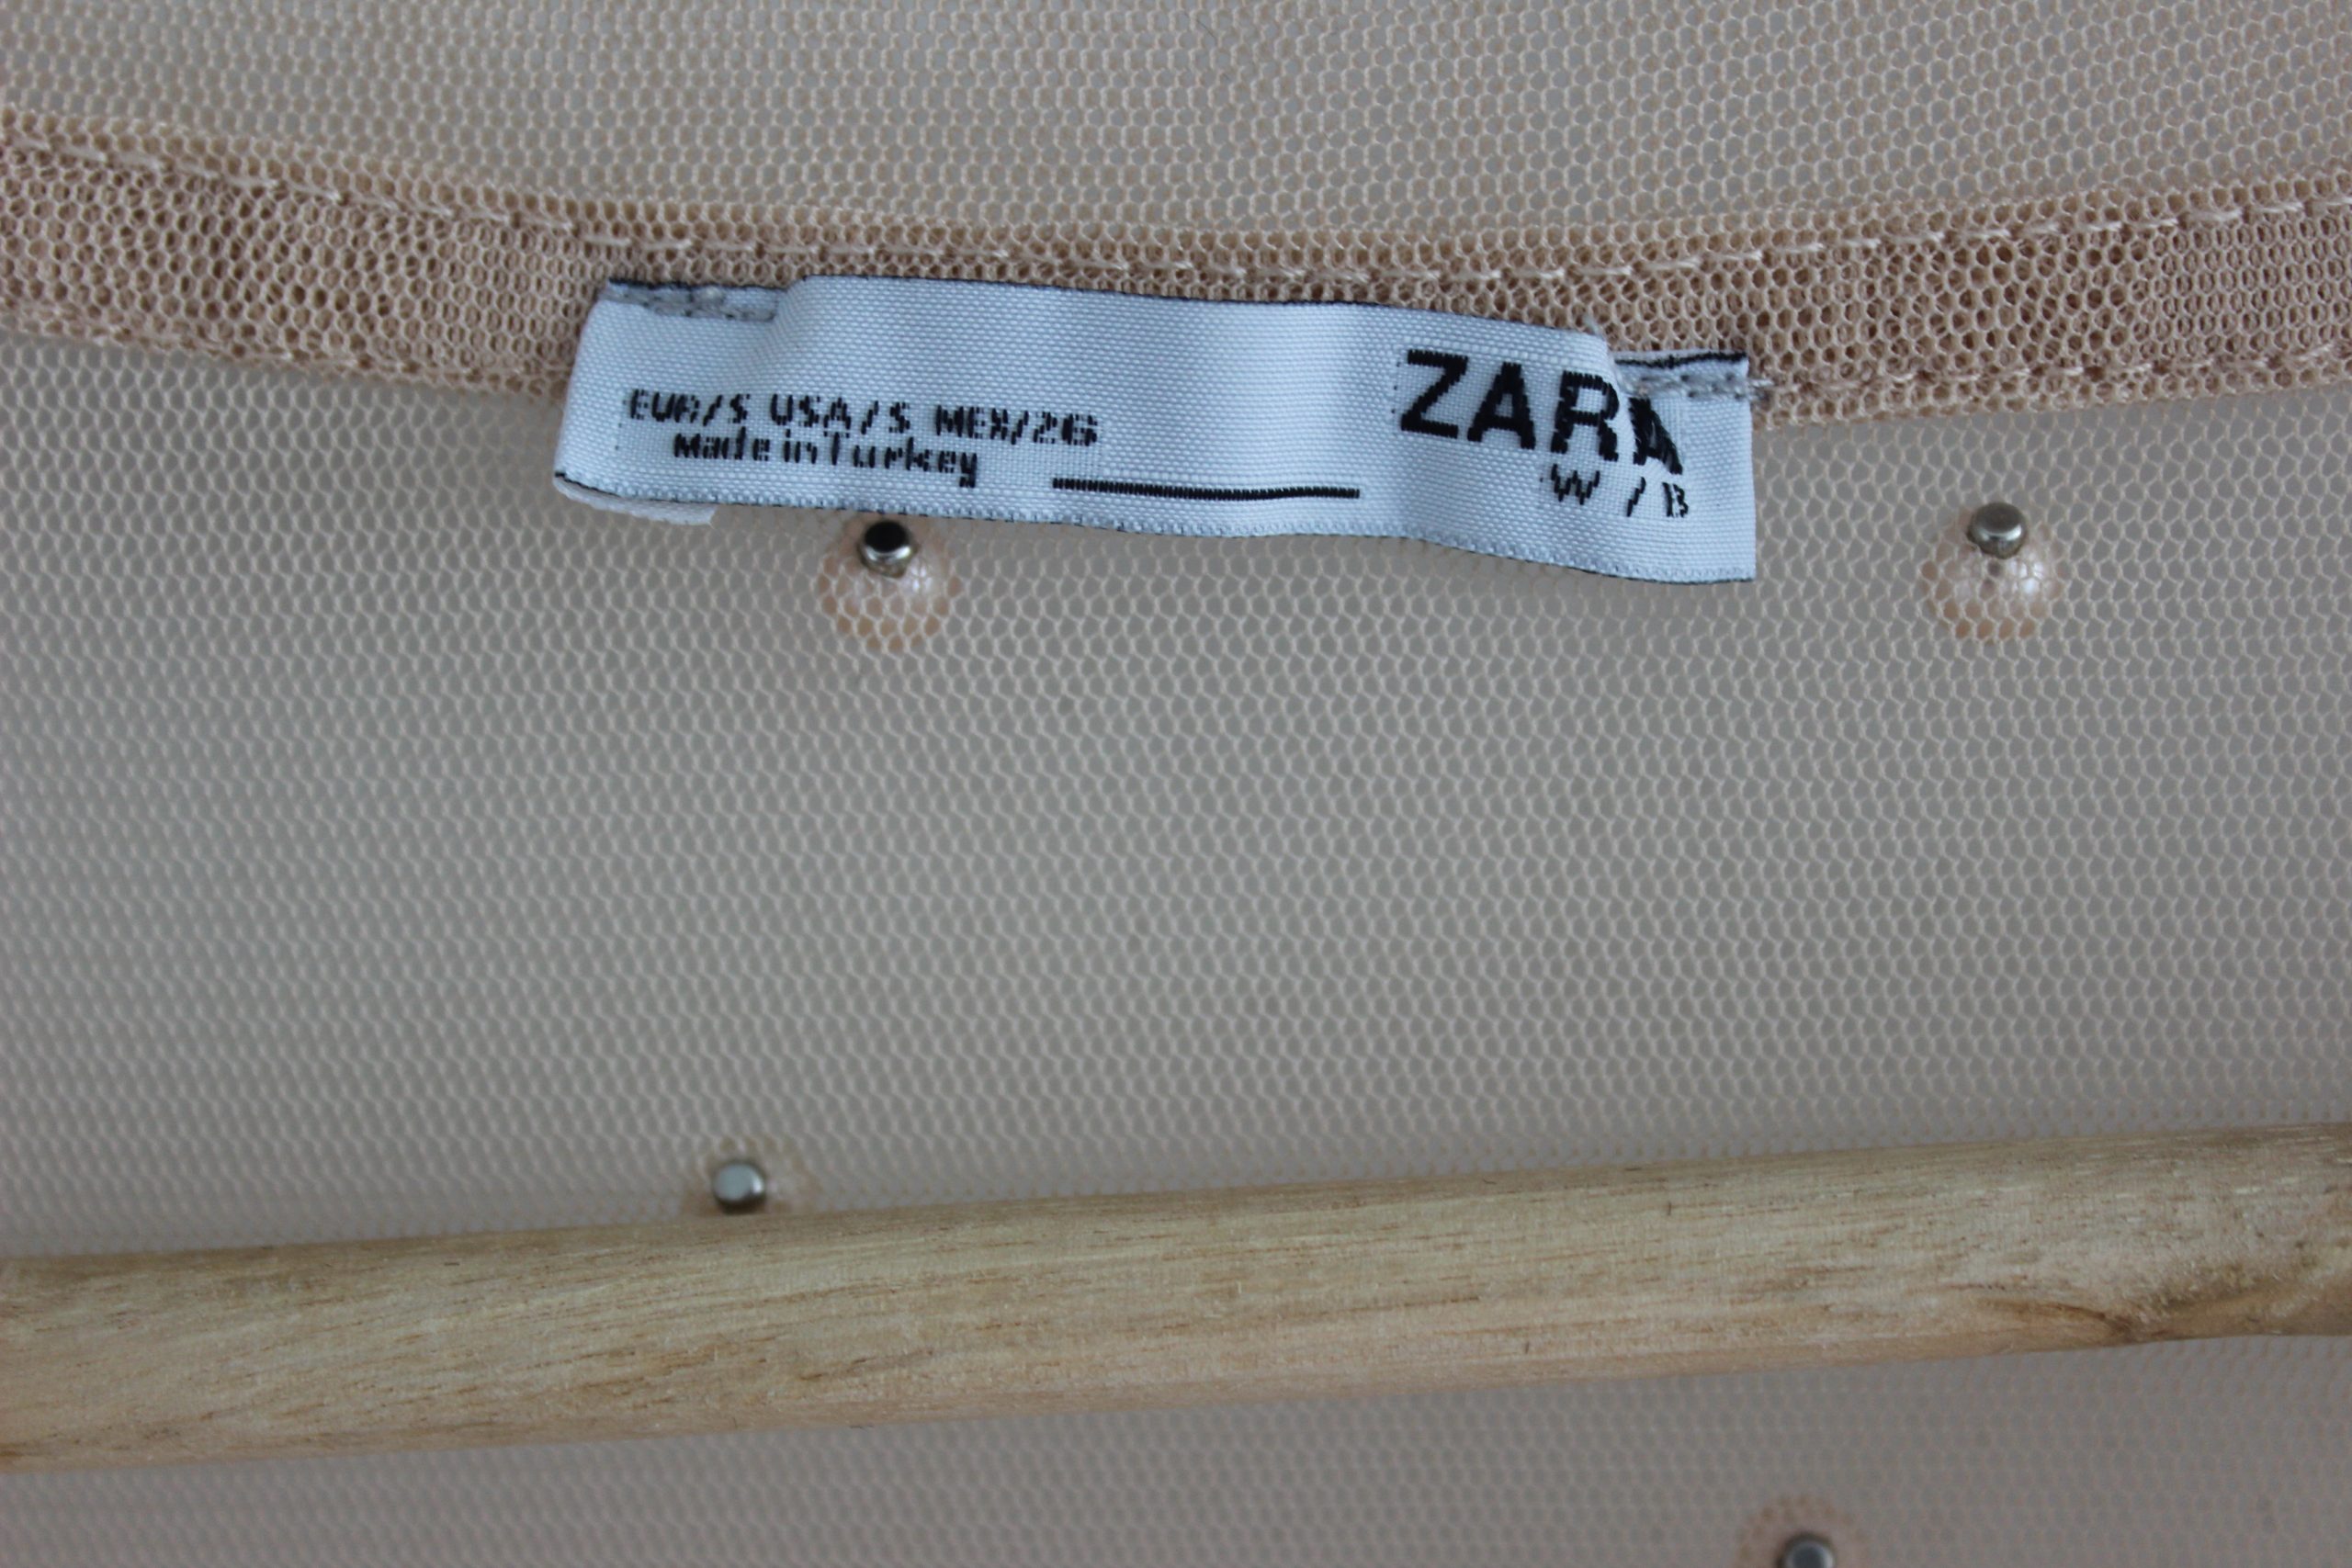 EUR/S USA/S MEX/26
Made in Turkey
ZARA
W / B